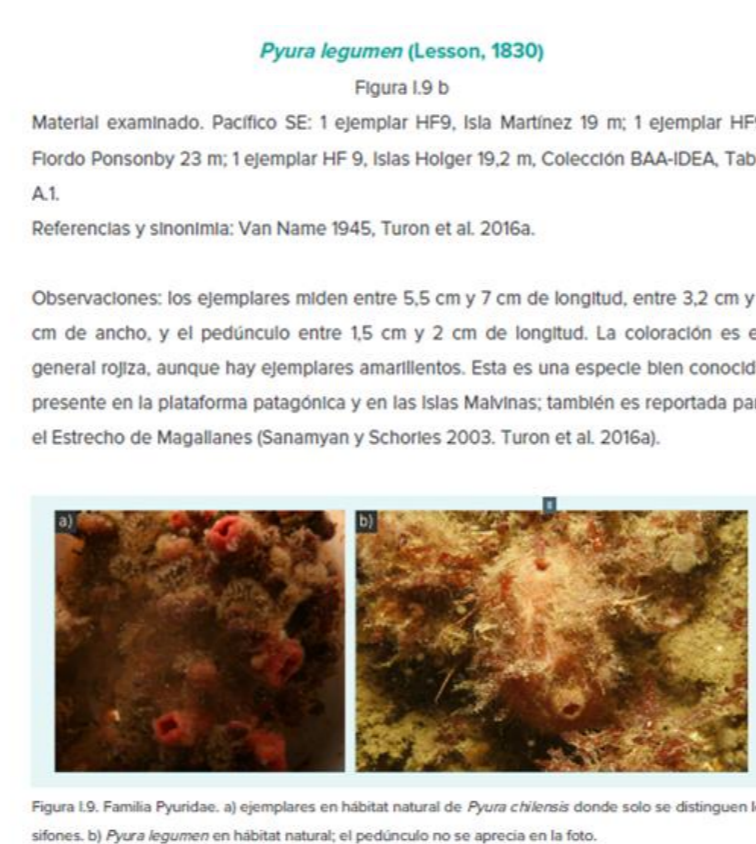 Pyura legumen (Lesson, 1830)
Figura I.9 b
Material examinado. Pacífico SE: 1 ejemplar HF9, Isla Martínez 19 m; 1 ejemplar
Fiordo Ponsonby 23 m; 1 ejemplar HF 9, Islas Holger 19,2 m, Colección BAA-IDEA,
A.1.
Referencias y sinonimia: Van Name 1945, Turon et al. 2016a.
Observaciones: los ejemplares miden entre 5,5 cm y 7 cm de longitud, entre 3,2 cm y
cm de ancho, y el pedúnculo entre 1,5 cm y 2 cm de longitud. La coloración es
general rojiza, aunque hay ejemplares amarillentos. Esta es una especie bien
presente en la plataforma patagónica y en las Islas Malvinas; también es reportada
el Estrecho de Magallanes (Sanamyan y Schories 2003. Turon et al. 2016a).
a) b)
Figura I.9. Familia Pyuridae. a) ejemplares en hábitat natural de Pyura chilensis donde solo se distinguen
sifones. b) Pyura legumen en hábitat natural; el pedúnculo no se aprecia en la foto.